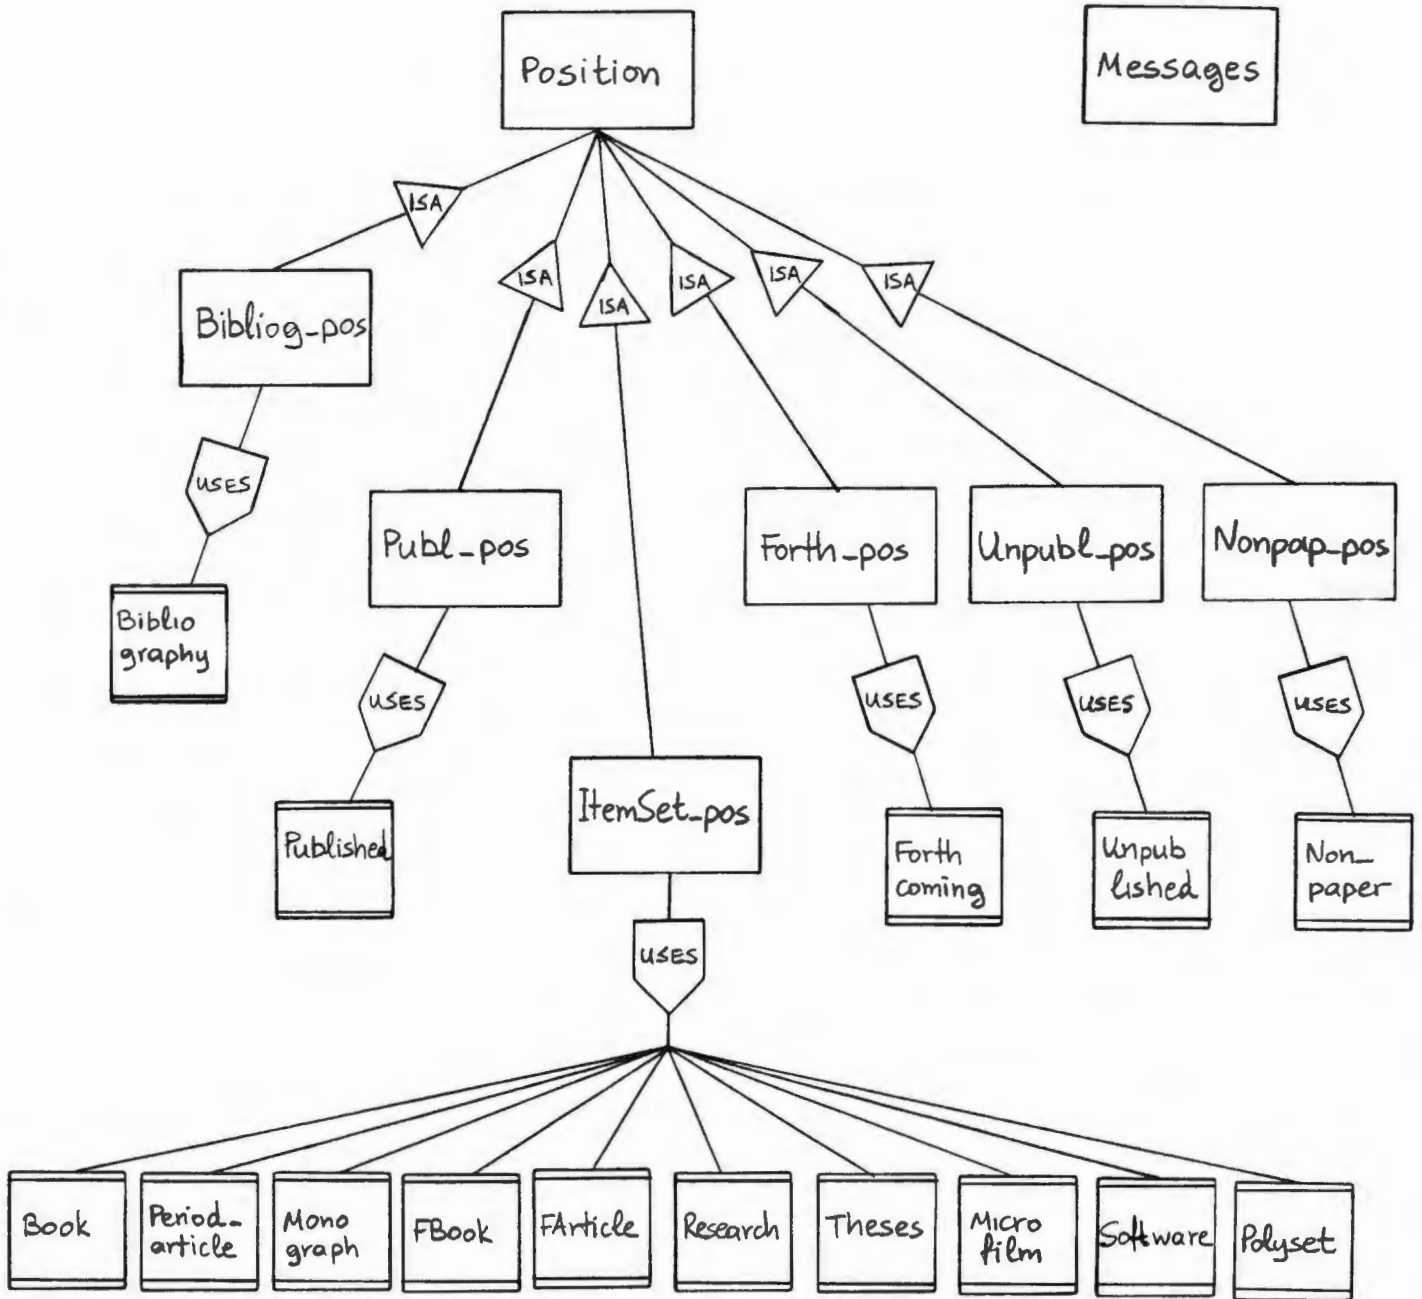 Position
Messages
ISA
ISA
ISA
ISA
ISA
ISA
Bibliog_pos
USES
Publ_pos
Forth_pos
Unpubl_pos
Nonpap_pos
Biblio
graphy
USES
USES
USES
USES
ItemSet_pos
Published
Forth
coming
Unpub
lished
Non_
paper
USES
Book
Period_
article
Mono
graph
FBook
FArticle
Research
Theses
Micro
film
Software
Polyset